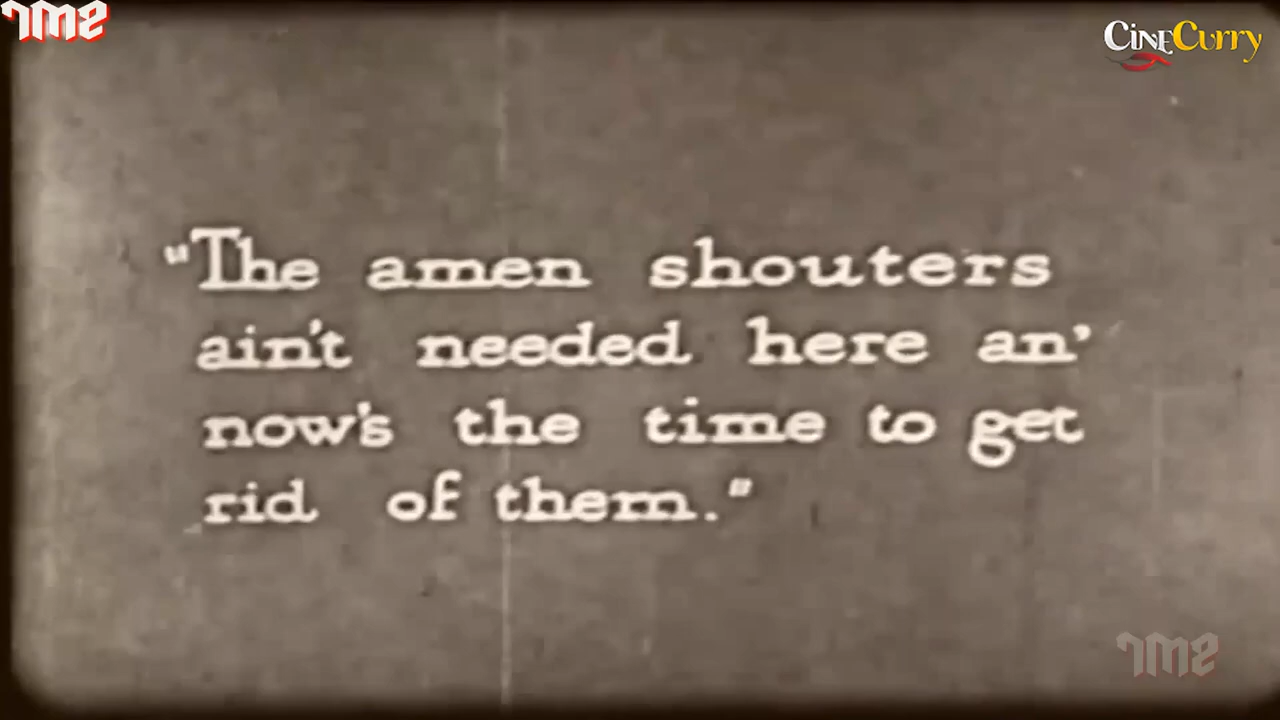 CineCurry
"The amen shouters
ain't needed here an'
now's the time to get
rid of them."